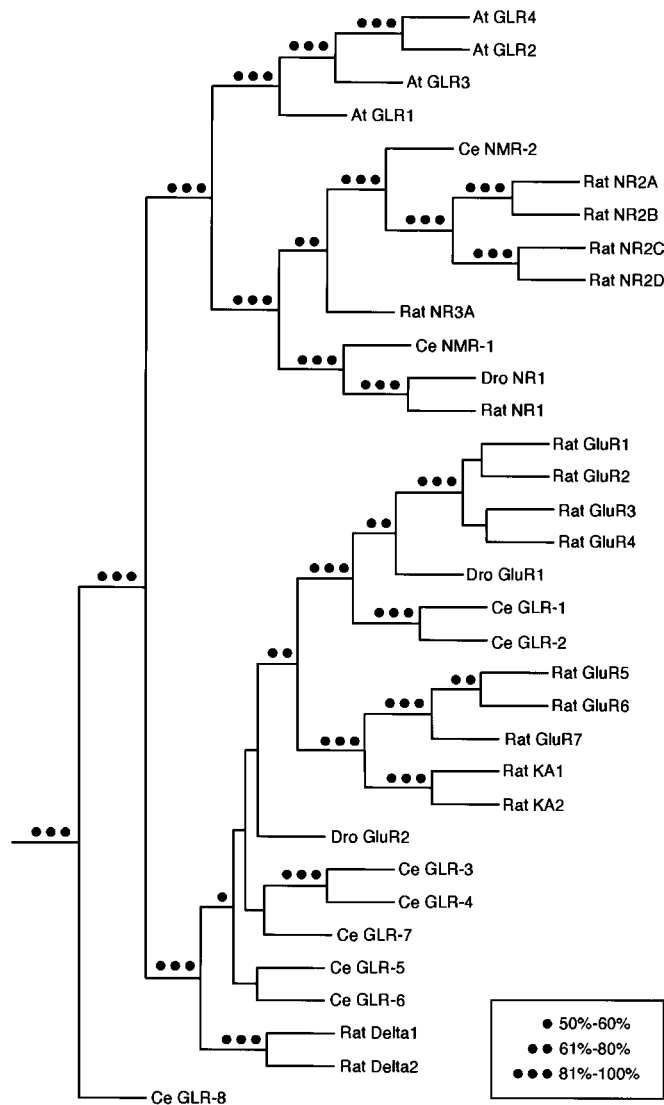 At GLR4
At GLR2
At GLR3
At GLR1
Ce NMR-2
Rat NR2A
Rat NR2B
Rat NR2C
Rat NR2D
Rat NR3A
Ce NMR-1
Dro NR1
Rat NR1
Rat GluR1
Rat GluR2
Rat GluR3
Rat GluR4
Dro GluR1
Ce GLR-1
Ce GLR-2
Rat GluR5
Rat GluR6
Rat GluR7
Rat KA1
Rat KA2
Dro GluR2
Ce GLR-3
Ce GLR-4
Ce GLR-7
Ce GLR-5
Ce GLR-6
Rat Delta1
Rat Delta2
Ce GLR-8
50%-60%
61%-80%
81%-100%